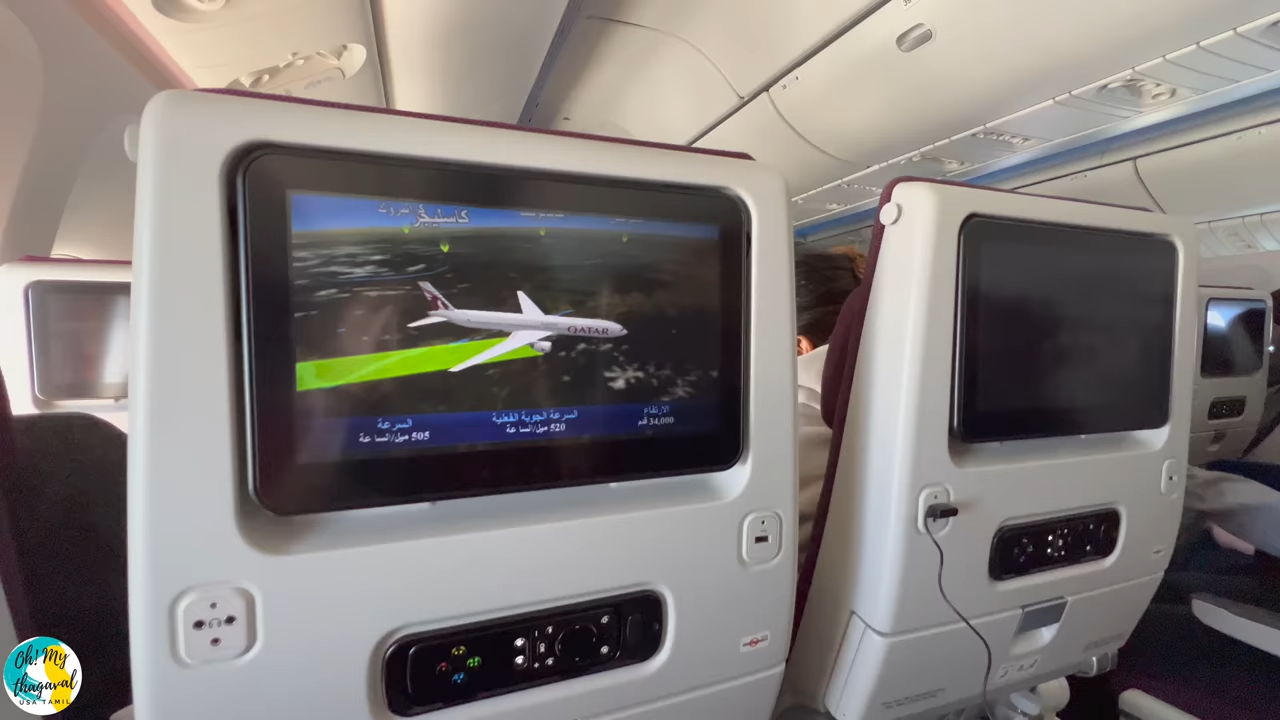 كاسليجر
QATAR
الارتفاع
34,000 قدم
السرعة الجوية الفعلية
520 ميل/الساعة
السرعة
505 ميل/الساعة
Oh! My
thagaval
USA TAMIL